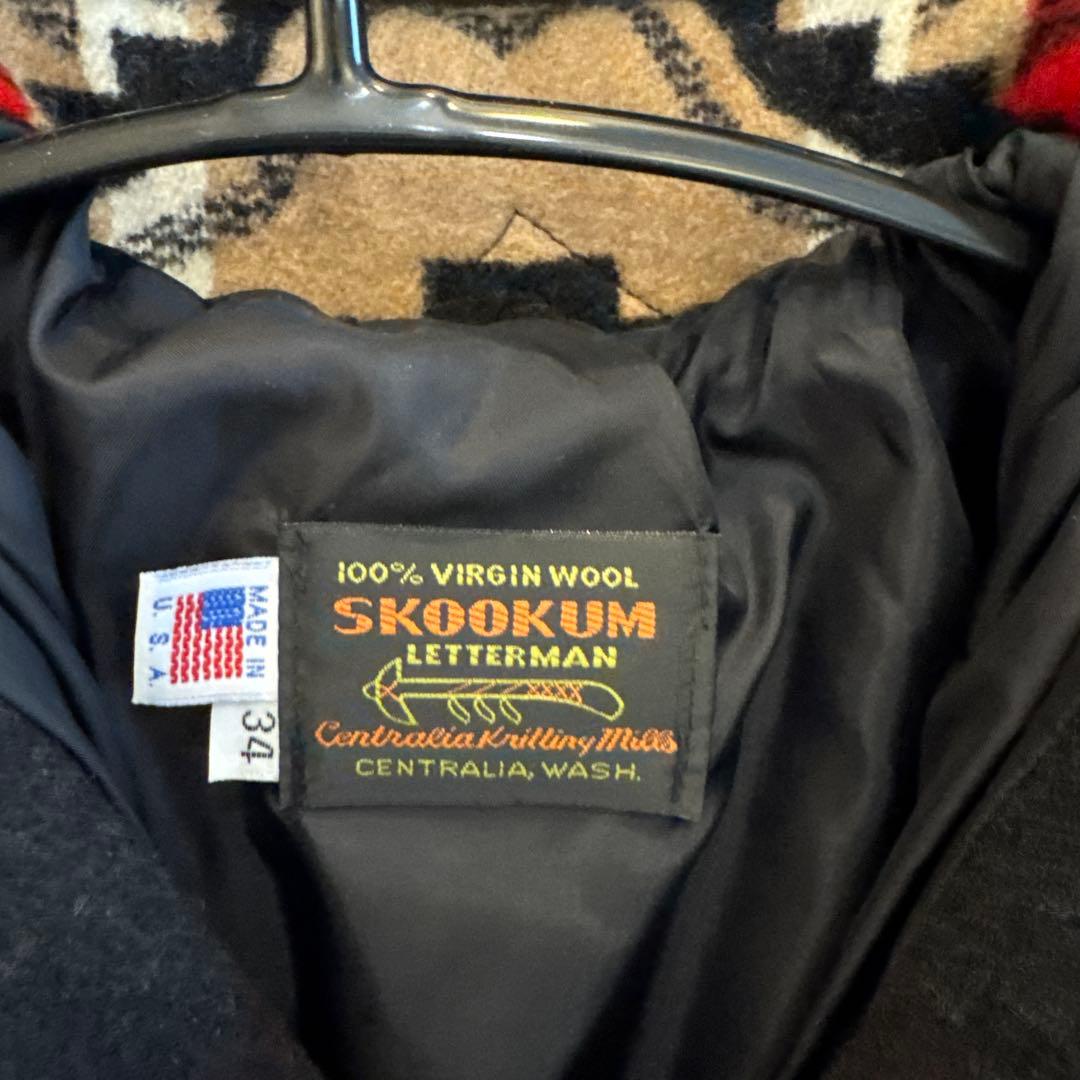 100% VIRGIN WOOL
SKOOKUM
LETTERMAN
Centralia Knitting Mills
CENTRALIA, WASH.
MADE IN
U. S. A.
34